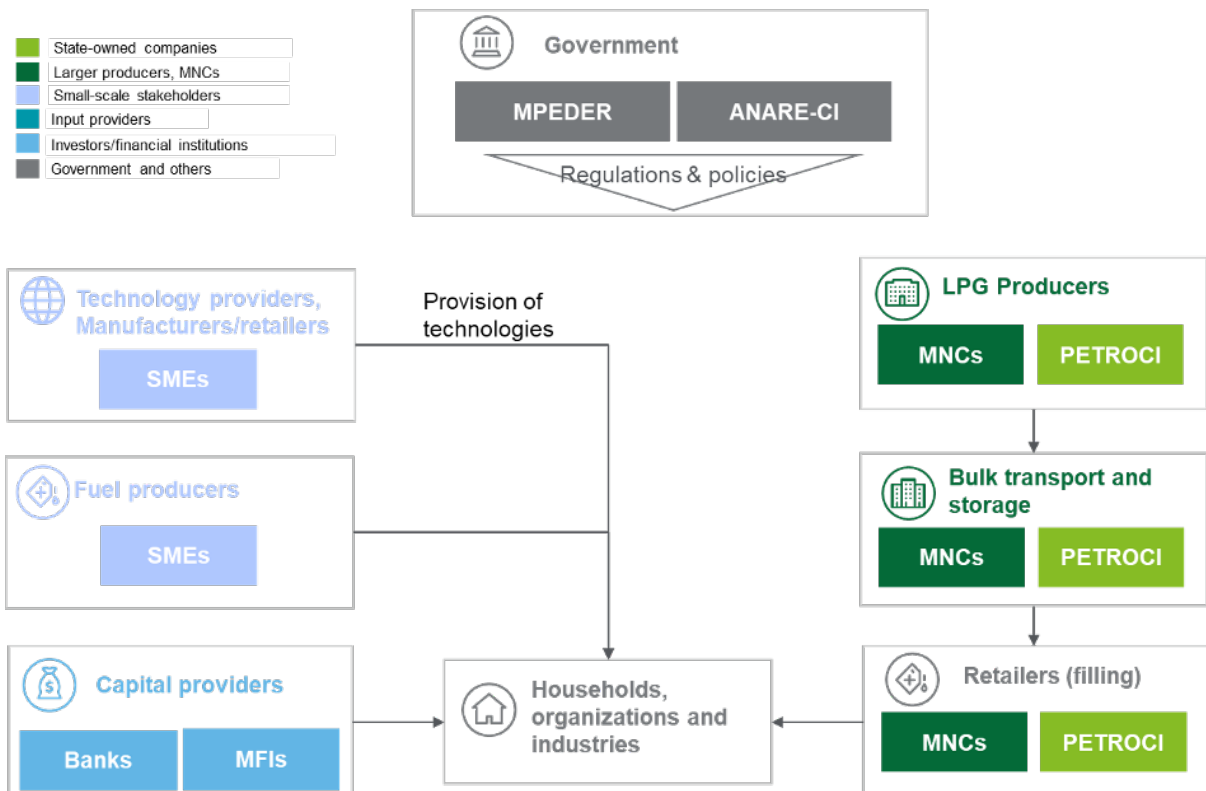 State-owned companies
Larger producers, MNCs
Small-scale stakeholders
Input providers
Investors/financial institutions
Government and others
Government
MPEDER
ANARE-CI
Regulations & policies
Technology providers,
Manufacturers/retailers
SMEs
Provision of
technologies
LPG Producers
MNCs
PETROCI
Fuel producers
SMEs
Bulk transport and
storage
MNCs
PETROCI
Capital providers
Banks
MFIs
$
Households,
organizations and
industries
Retailers (filling)
MNCs
PETROCI